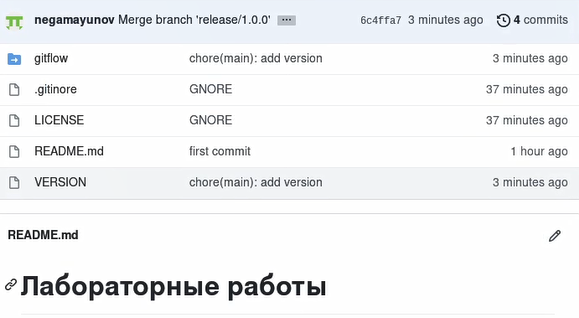 negamayunov Merge branch 'release/1.0.0' ... 6c4ffa7 3 minutes ago 4 commits
gitflow chore(main): add version 3 minutes ago
.gitinore GNORE 37 minutes ago
LICENSE GNORE 37 minutes ago
README.md first commit 1 hour ago
VERSION chore(main): add version 3 minutes ago
README.md
Лабораторные работы